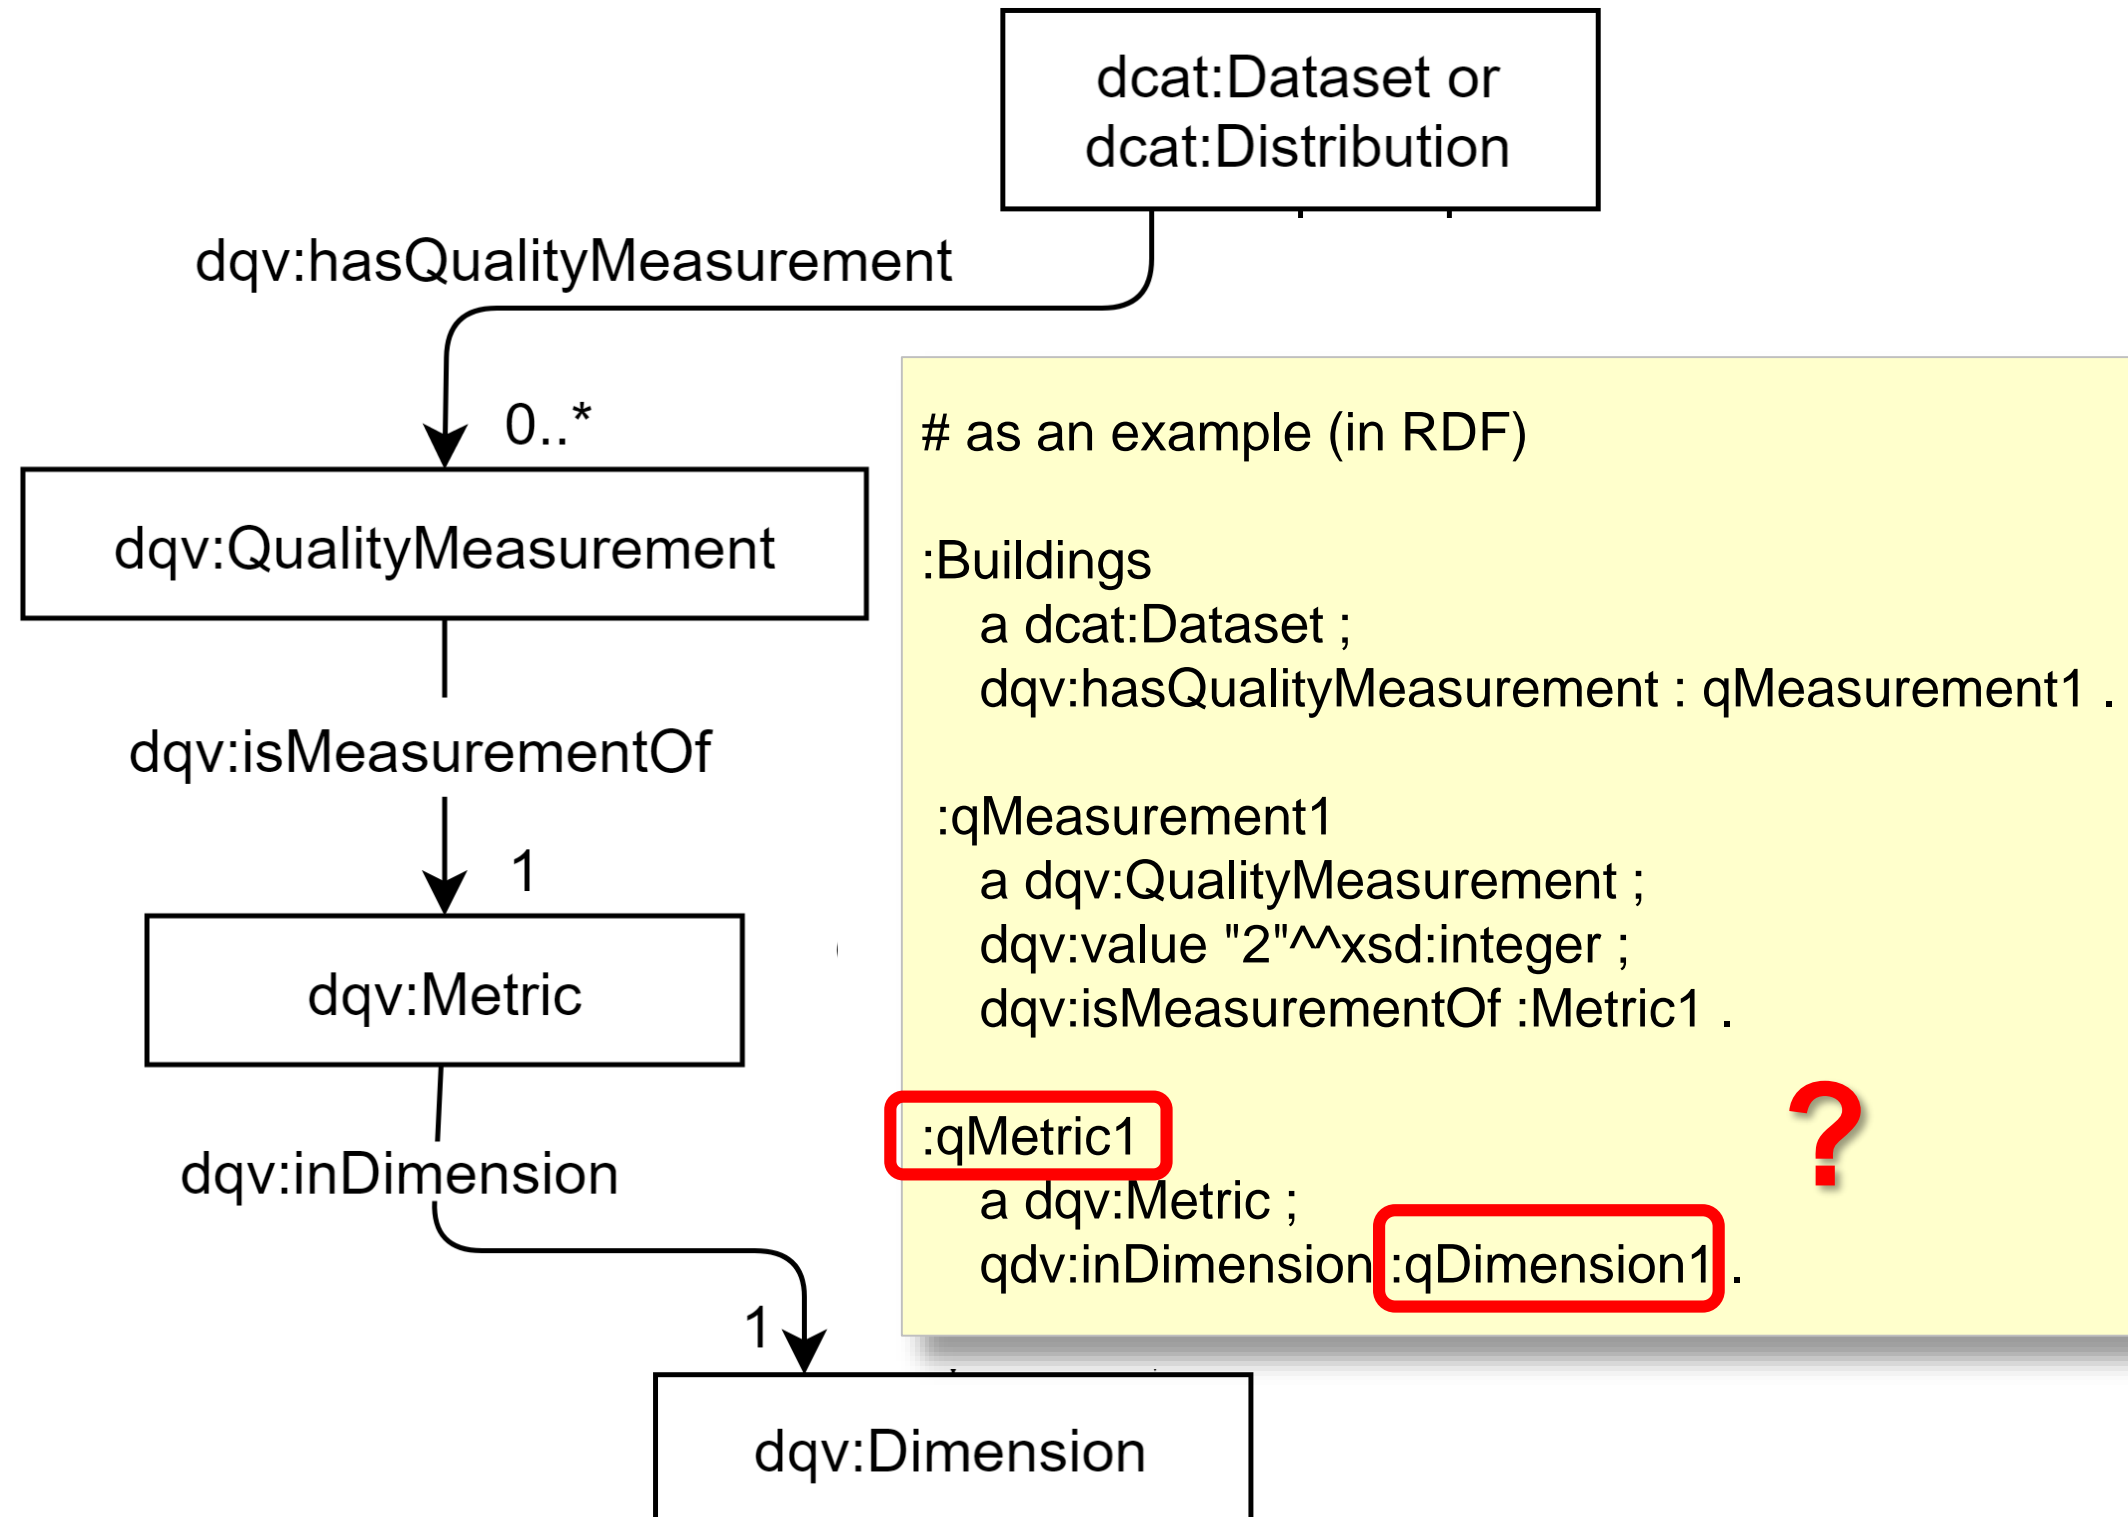 dcat:Dataset or
dcat:Distribution
dqv:hasQualityMeasurement
0..*
dqv:QualityMeasurement
dqv:isMeasurementOf
1
dqv:Metric
dqv:inDimension
1
dqv:Dimension
# as an example (in RDF)
:Buildings
a dcat:Dataset ;
dqv:hasQualityMeasurement : qMeasurement1 .
:qMeasurement1
a dqv:QualityMeasurement ;
dqv:value "2"^^xsd:integer ;
dqv:isMeasurementOf :Metric1 .
:qMetric1
?
a dqv:Metric ;
qdv:inDimension :qDimension1 .